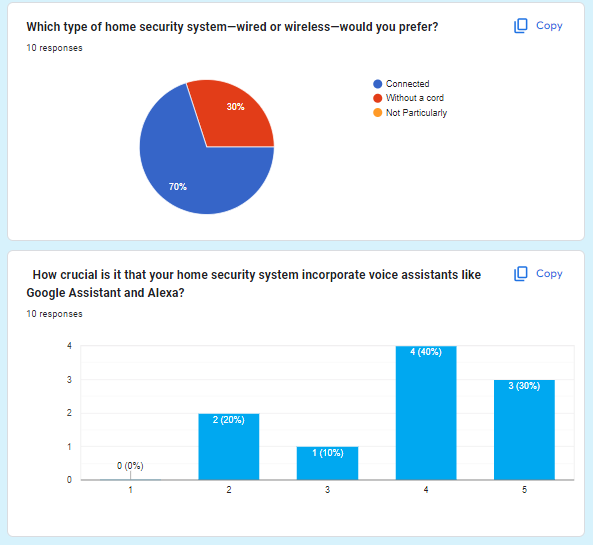 Which type of home security system—wired or wireless—would you prefer?
Copy
10 responses
Connected
Without a cord
Not Particularly
30%
70%
How crucial is it that your home security system incorporate voice assistants like
Google Assistant and Alexa?
Copy
10 responses
4
3
2
1
0
0 (0%)
2 (20%)
1 (10%)
4 (40%)
3 (30%)
1
2
3
4
5